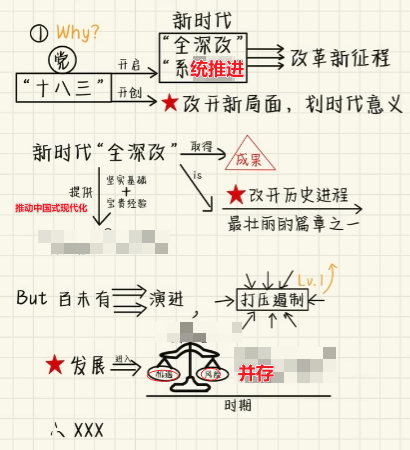 ① Why?
新时代
党
开启
“全深改”
“系统推进
改革新征程
“十八三”
开创
★改开新局面，划时代意义
新时代“全深改”
取得
成果
is
提供
坚实基础
+
宝贵经验
推动中国式现代化
★改开历史进程
最壮丽的篇章之一
Lv.1
But 百未有
演进，
打压遏制
★发展
进入
机遇
风险
并存
时期
∴ XXX